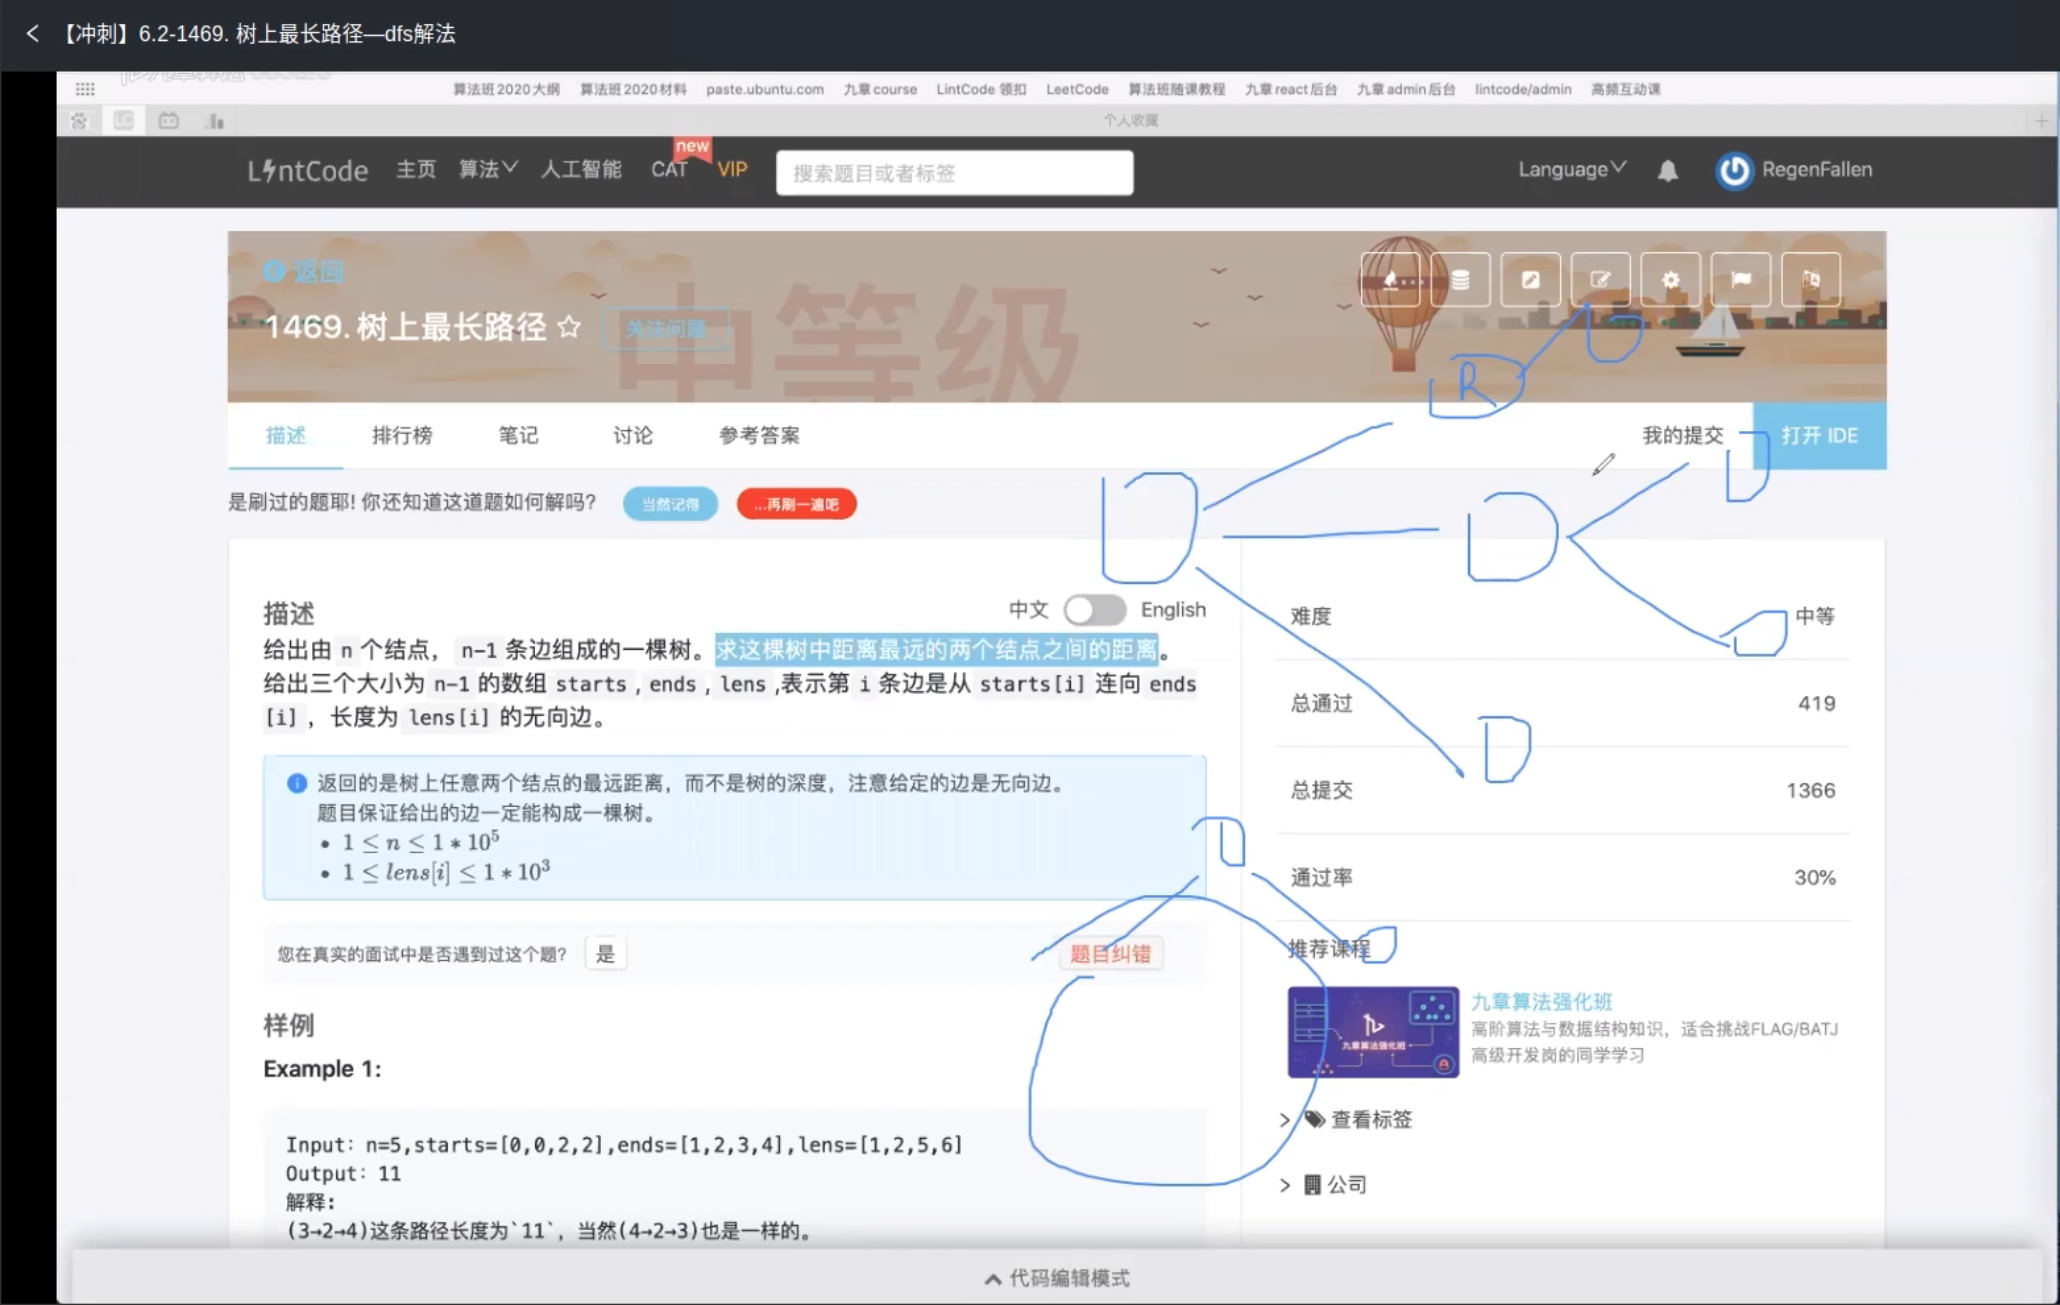 【冲刺】6.2-1469. 树上最长路径—dfs解法
算法班2020大纲 算法班2020材料 paste.ubuntu.com 九章course LintCode 领扣 LeetCode 算法班随课教程 九章react后台 九章admin后台 lintcode/admin 高频互动课
个人收藏
LintCode 主页 算法 人工智能 CAT new VIP 搜索题目或者标签 Language RegenFallen
返回
中等级
1469. 树上最长路径 关注问题
R
描述 排行榜 笔记 讨论 参考答案 我的提交 打开 IDE
是刷过的题耶! 你还知道这道题如何解吗? 当然记得 ...再刷一遍吧
描述 中文 English
给出由 n 个结点, n-1 条边组成的一棵树。求这棵树中距离最远的两个结点之间的距离。
给出三个大小为 n-1 的数组 starts , ends , lens ,表示第 i 条边是从 starts[i] 连向 ends
[i] , 长度为 lens[i] 的无向边。
返回的是树上任意两个结点的最远距离，而不是树的深度，注意给定的边是无向边。
题目保证给出的边一定能构成一棵树。
• 1 ≤ n ≤ 1 * 10⁵
• 1 ≤ lens[i] ≤ 1 * 10³
您在真实的面试中是否遇到过这个题? 是 题目纠错
样例
Example 1:
Input: n=5,starts=[0,0,2,2],ends=[1,2,3,4],lens=[1,2,5,6]
Output: 11
解释:
(3→2→4)这条路径长度为`11`, 当然(4→2→3)也是一样的。
难度 中等
总通过 419
总提交 1366
通过率 30%
推荐课程
九章算法强化班
九章算法强化班
高阶算法与数据结构知识，适合挑战FLAG/BATJ
高级开发岗的同学学习
查看标签
公司
代码编辑模式